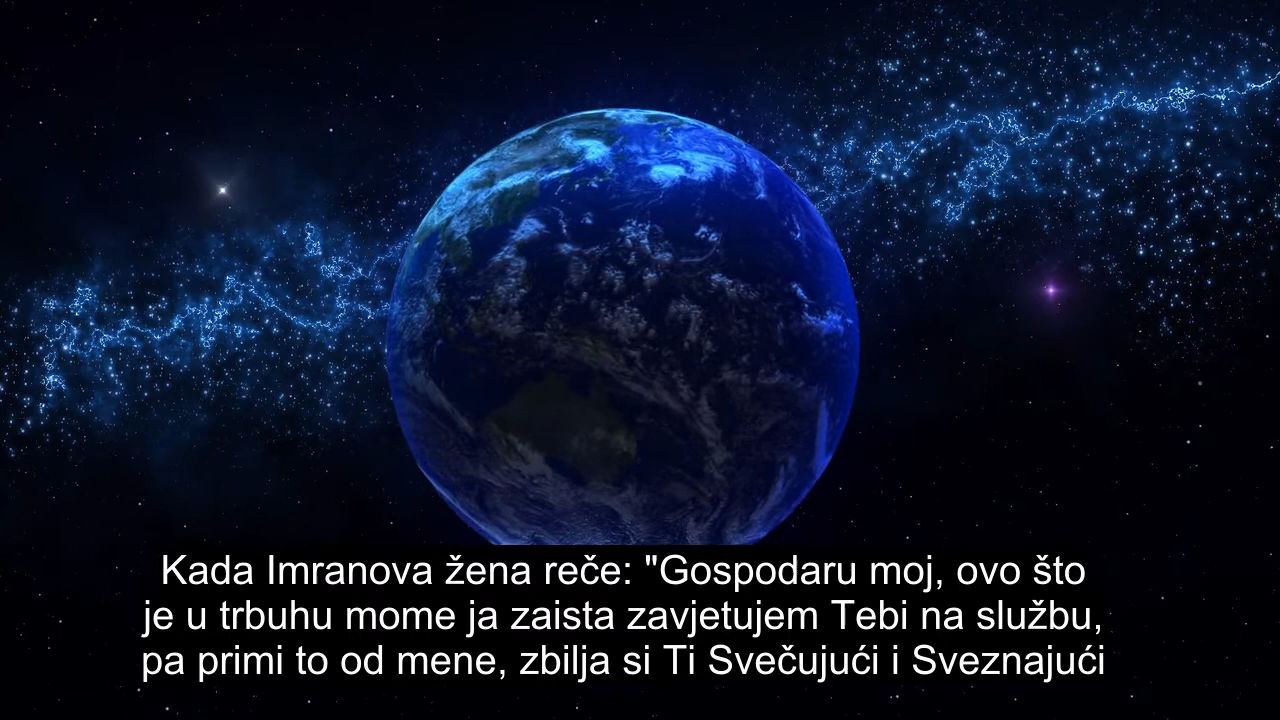 Kada Imranova žena reče: "Gospodaru moj, ovo što
je u trbuhu mome ja zaista zavjetujem Tebi na službu,
pa primi to od mene, zbilja si Ti Svečujući i Sveznajući